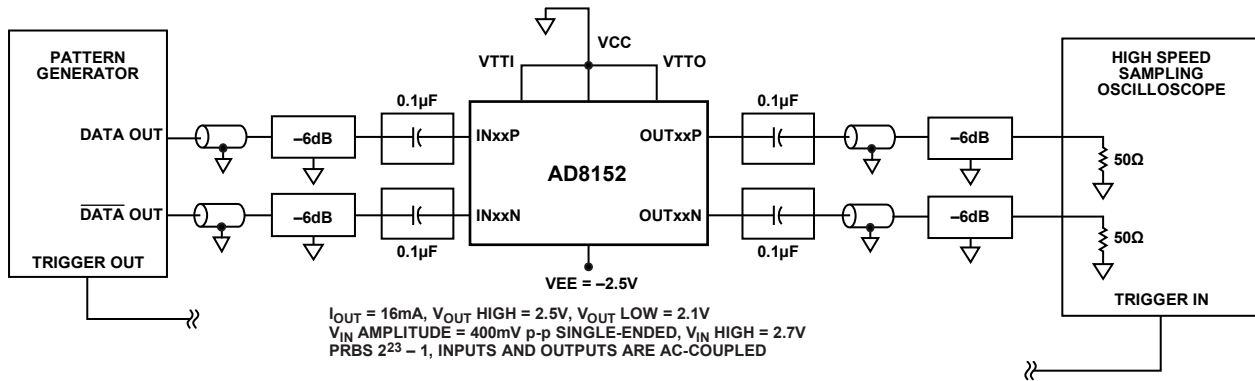 PATTERN
GENERATOR
DATA OUT
DATA OUT
TRIGGER OUT
–6dB
–6dB
0.1µF
0.1µF
VTTI
VCC
VTTO
INxxP
OUTxxP
AD8152
INxxN
OUTxxN
VEE = –2.5V
0.1µF
0.1µF
–6dB
–6dB
HIGH SPEED
SAMPLING
OSCILLOSCOPE
50Ω
50Ω
TRIGGER IN
IOUT = 16mA, VOUT HIGH = 2.5V, VOUT LOW = 2.1V
VIN AMPLITUDE = 400mV p-p SINGLE-ENDED, VIN HIGH = 2.7V
PRBS 2²³ – 1, INPUTS AND OUTPUTS ARE AC-COUPLED